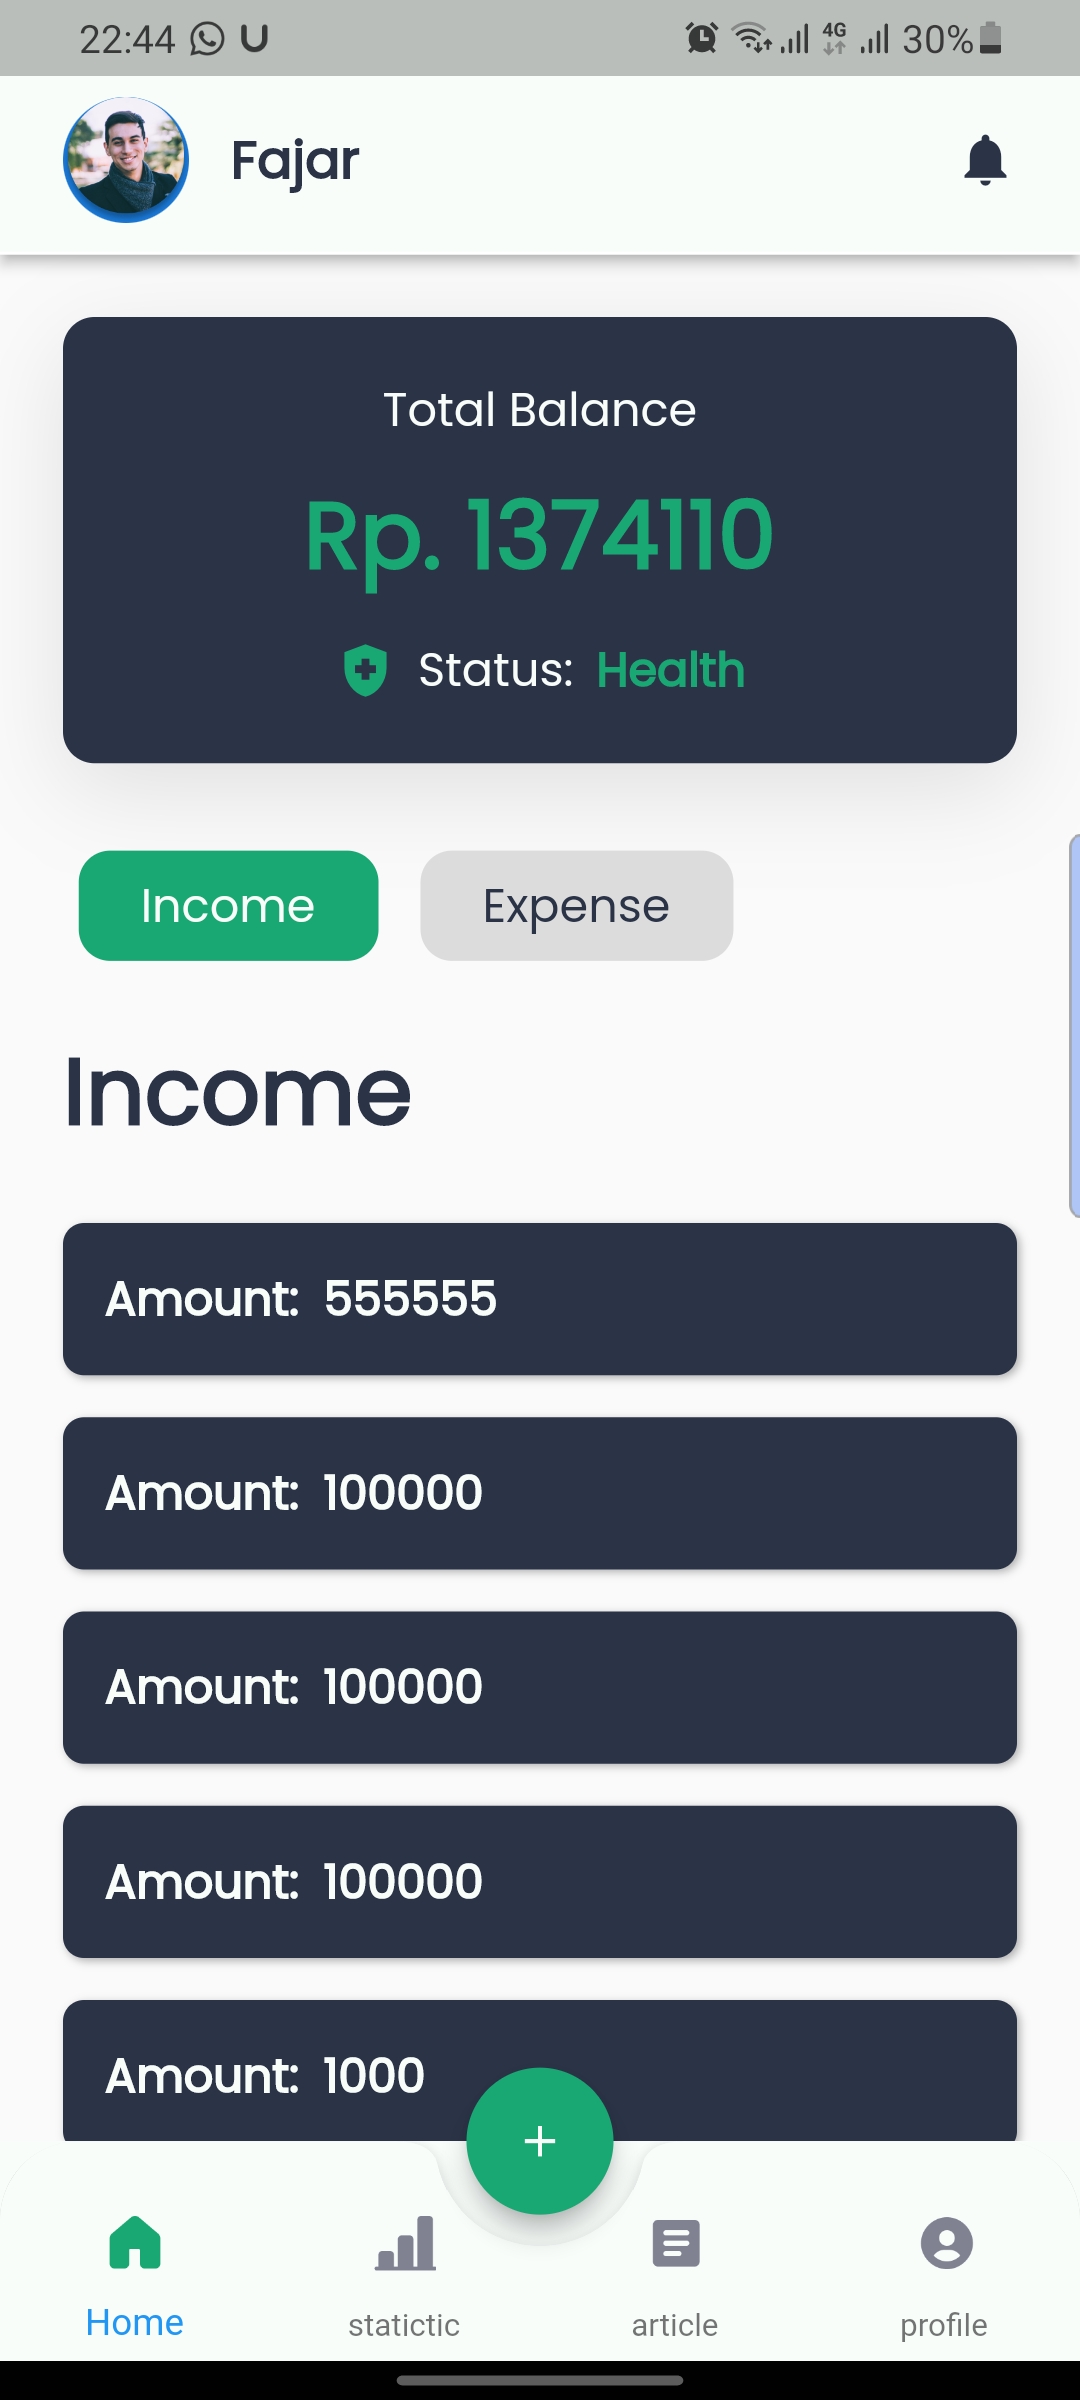 22:44 4G 30%
Fajar
Total Balance
Rp. 1374110
Status: Health
Income Expense
Income
Amount: 555555
Amount: 100000
Amount: 100000
Amount: 100000
Amount: 1000
+
Home statictic article profile